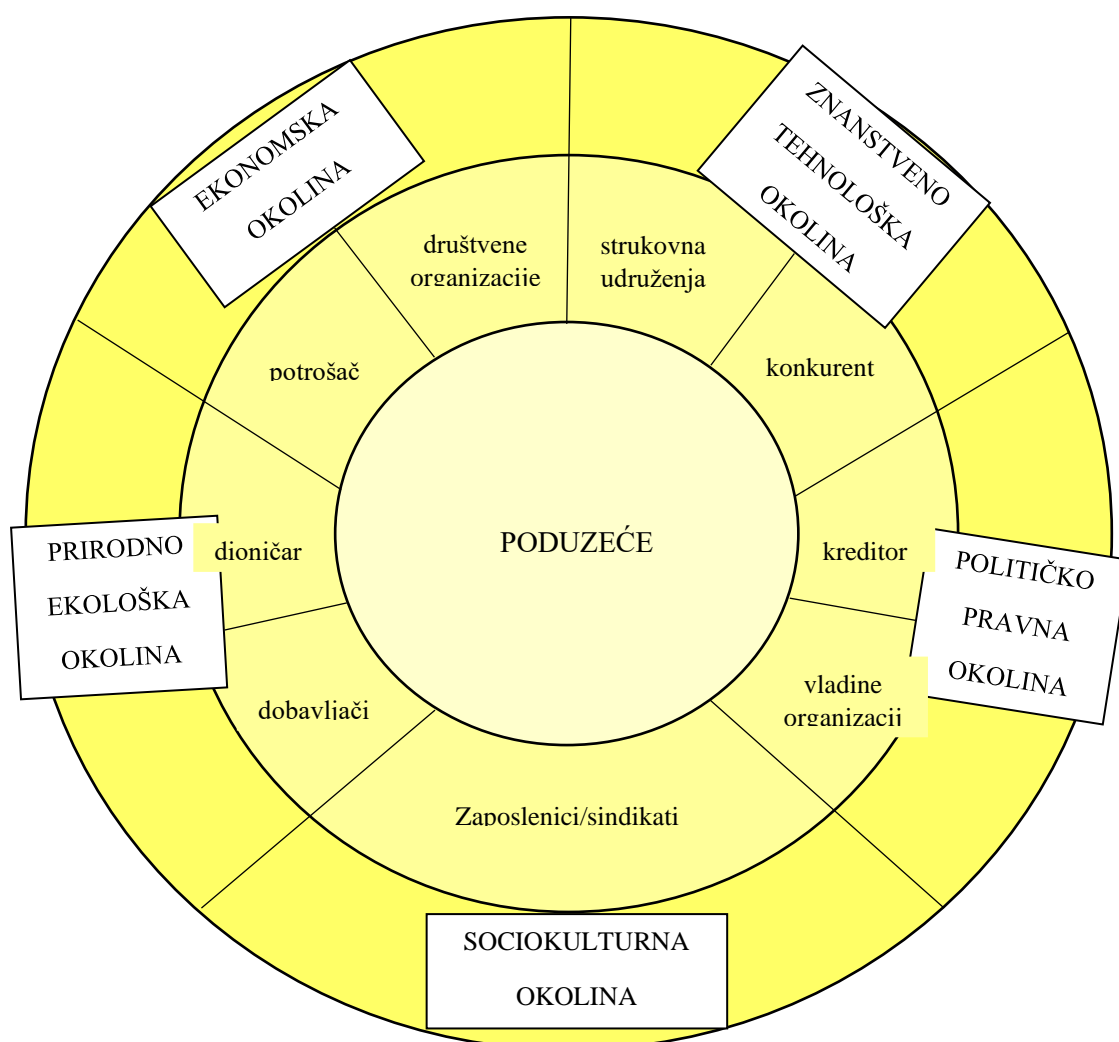 EKONOMSKA
OKOLINA
ZNANSTVENO
TEHNOLOŠKA
OKOLINA
društvene
organizacije
strukovna
udruženja
potrošač
konkurent
PRIRODNO
EKOLOŠKA
OKOLINA
dioničar
PODUZEĆE
kreditor
POLITIČKO
PRAVNA
OKOLINA
dobavljači
vladine
organizacij
Zaposlenici/sindikati
SOCIOKULTURNA
OKOLINA